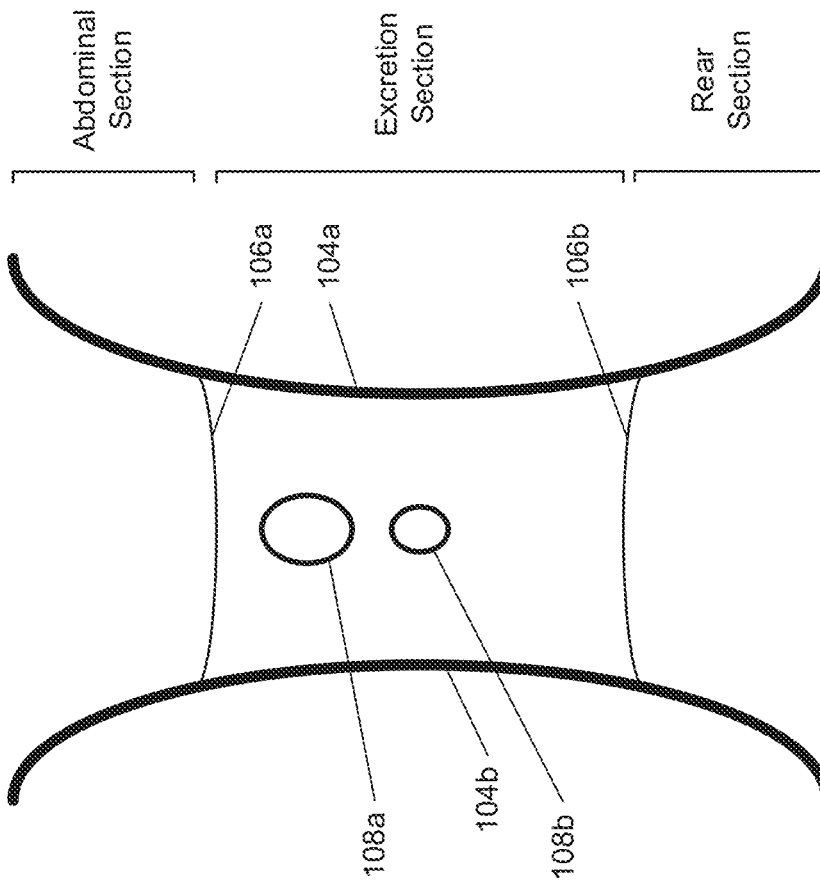 Abdominal
Section
Excretion
Section
Rear
Section
106a
104a
106b
108a
104b
108b